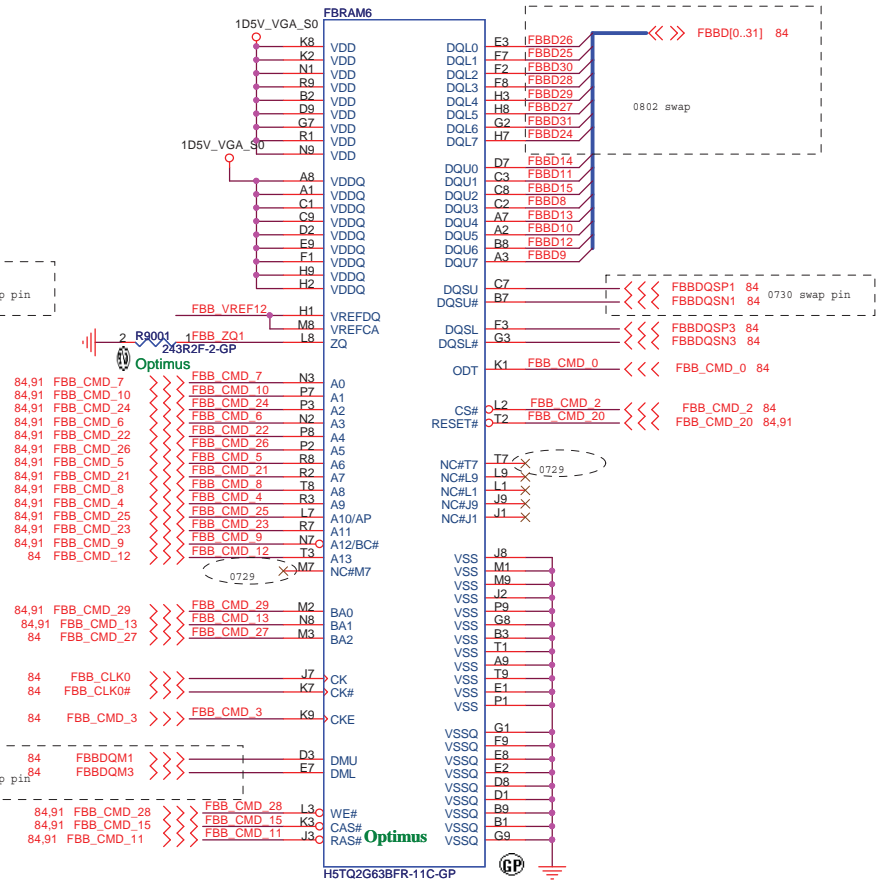 FBRAM6
1D5V_VGA_S0
K8 VDD
K2 VDD
N1 VDD
R9 VDD
B2 VDD
D9 VDD
G7 VDD
R1 VDD
N9 VDD
1D5V_VGA_S0
A8 VDDQ
A1 VDDQ
C1 VDDQ
C9 VDDQ
D2 VDDQ
E9 VDDQ
F1 VDDQ
H9 VDDQ
H2 VDDQ
p pin
FBB_VREF12 H1 VREFDQ
M8 VREFCA
2 R9001 1 FBB_ZQ1 L8 ZQ
243R2F-2-GP
Optimus
84,91 FBB_CMD_7 FBB_CMD_7 N3 A0
84,91 FBB_CMD_10 FBB_CMD_10 P7 A1
84,91 FBB_CMD_24 FBB_CMD_24 P3 A2
84,91 FBB_CMD_6 FBB_CMD_6 N2 A3
84,91 FBB_CMD_22 FBB_CMD_22 P8 A4
84,91 FBB_CMD_26 FBB_CMD_26 P2 A5
84,91 FBB_CMD_5 FBB_CMD_5 R8 A6
84,91 FBB_CMD_21 FBB_CMD_21 R2 A7
84,91 FBB_CMD_8 FBB_CMD_8 T8 A8
84,91 FBB_CMD_4 FBB_CMD_4 R3 A9
84,91 FBB_CMD_25 FBB_CMD_25 L7 A10/AP
84,91 FBB_CMD_23 FBB_CMD_23 R7 A11
84,91 FBB_CMD_9 FBB_CMD_9 N7 A12/BC#
84 FBB_CMD_12 FBB_CMD_12 T3 A13
0729 M7 NC#M7
84,91 FBB_CMD_29 FBB_CMD_29 M2 BA0
84,91 FBB_CMD_13 FBB_CMD_13 N8 BA1
84 FBB_CMD_27 FBB_CMD_27 M3 BA2
84 FBB_CLK0 J7 CK
84 FBB_CLK0# K7 CK#
84 FBB_CMD_3 FBB_CMD_3 K9 CKE
84 FBBDQM1 D3 DMU
84 FBBDQM3 E7 DML
p pin
84,91 FBB_CMD_28 FBB_CMD_28 L3 WE#
84,91 FBB_CMD_15 FBB_CMD_15 K3 CAS#
84,91 FBB_CMD_11 FBB_CMD_11 J3 RAS#
Optimus
H5TQ2G63BFR-11C-GP
DQL0 E3 FBBD26
DQL1 F7 FBBD25
DQL2 F2 FBBD30
DQL3 F8 FBBD28
DQL4 H3 FBBD29
DQL5 H8 FBBD27
DQL6 G2 FBBD31
DQL7 H7 FBBD24
FBBD[0..31] 84
0802 swap
DQU0 D7 FBBD14
DQU1 C3 FBBD11
DQU2 C8 FBBD15
DQU3 C2 FBBD8
DQU4 A7 FBBD13
DQU5 A2 FBBD10
DQU6 B8 FBBD12
DQU7 A3 FBBD9
DQSU C7 FBBDQSP1 84
DQSU# B7 FBBDQSN1 84
0730 swap pin
DQSL F3 FBBDQSP3 84
DQSL# G3 FBBDQSN3 84
ODT K1 FBB_CMD_0 FBB_CMD_0 84
CS# L2 FBB_CMD_2 FBB_CMD_2 84
RESET# T2 FBB_CMD_20 FBB_CMD_20 84,91
NC#T7 T7
0729
NC#L9 L9
NC#L1 L1
NC#J9 J9
NC#J1 J1
VSS J8
VSS M1
VSS M9
VSS J2
VSS P9
VSS G8
VSS B3
VSS T1
VSS A9
VSS T9
VSS E1
VSS P1
VSSQ G1
VSSQ F9
VSSQ E8
VSSQ E2
VSSQ D8
VSSQ D1
VSSQ B9
VSSQ B1
VSSQ G9
GP